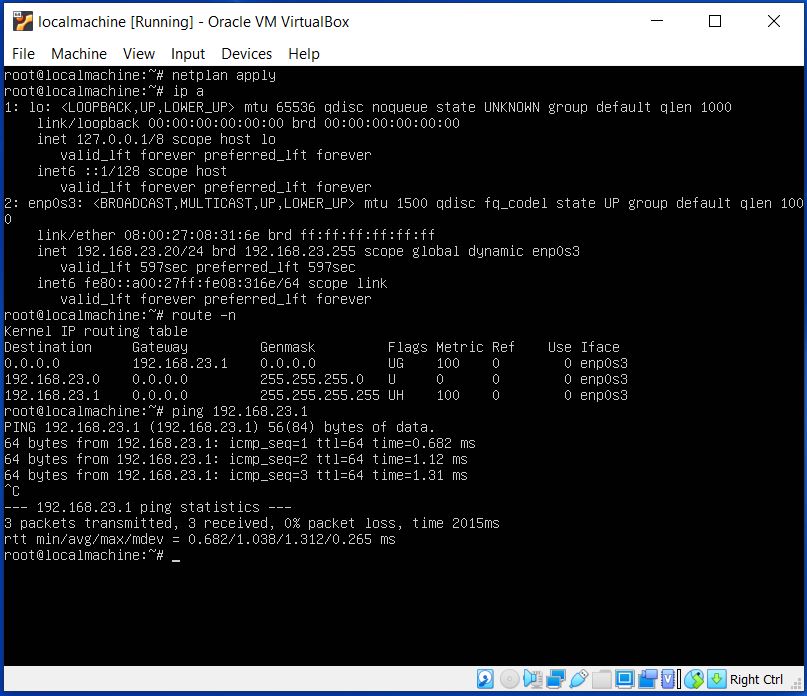 localmachine [Running] - Oracle VM VirtualBox
File Machine View Input Devices Help
root@localmachine:~# netplan apply
root@localmachine:~# ip a
1: lo: <LOOPBACK,UP,LOWER_UP> mtu 65536 qdisc noqueue state UNKNOWN group default qlen 1000
    link/loopback 00:00:00:00:00:00 brd 00:00:00:00:00:00
    inet 127.0.0.1/8 scope host lo
       valid_lft forever preferred_lft forever
    inet6 ::1/128 scope host
       valid_lft forever preferred_lft forever
2: enp0s3: <BROADCAST,MULTICAST,UP,LOWER_UP> mtu 1500 qdisc fq_codel state UP group default qlen 100
0
    link/ether 08:00:27:08:31:6e brd ff:ff:ff:ff:ff:ff
    inet 192.168.23.20/24 brd 192.168.23.255 scope global dynamic enp0s3
       valid_lft 597sec preferred_lft 597sec
    inet6 fe80::a00:27ff:fe08:316e/64 scope link
       valid_lft forever preferred_lft forever
root@localmachine:~# route -n
Kernel IP routing table
Destination     Gateway         Genmask         Flags Metric Ref    Use Iface
0.0.0.0         192.168.23.1    0.0.0.0         UG    100    0        0 enp0s3
192.168.23.0    0.0.0.0         255.255.255.0   U     0      0        0 enp0s3
192.168.23.1    0.0.0.0         255.255.255.255 UH    100    0        0 enp0s3
root@localmachine:~# ping 192.168.23.1
PING 192.168.23.1 (192.168.23.1) 56(84) bytes of data.
64 bytes from 192.168.23.1: icmp_seq=1 ttl=64 time=0.682 ms
64 bytes from 192.168.23.1: icmp_seq=2 ttl=64 time=1.12 ms
64 bytes from 192.168.23.1: icmp_seq=3 ttl=64 time=1.31 ms
^C
--- 192.168.23.1 ping statistics ---
3 packets transmitted, 3 received, 0% packet loss, time 2015ms
rtt min/avg/max/mdev = 0.682/1.038/1.312/0.265 ms
root@localmachine:~# _
Right Ctrl